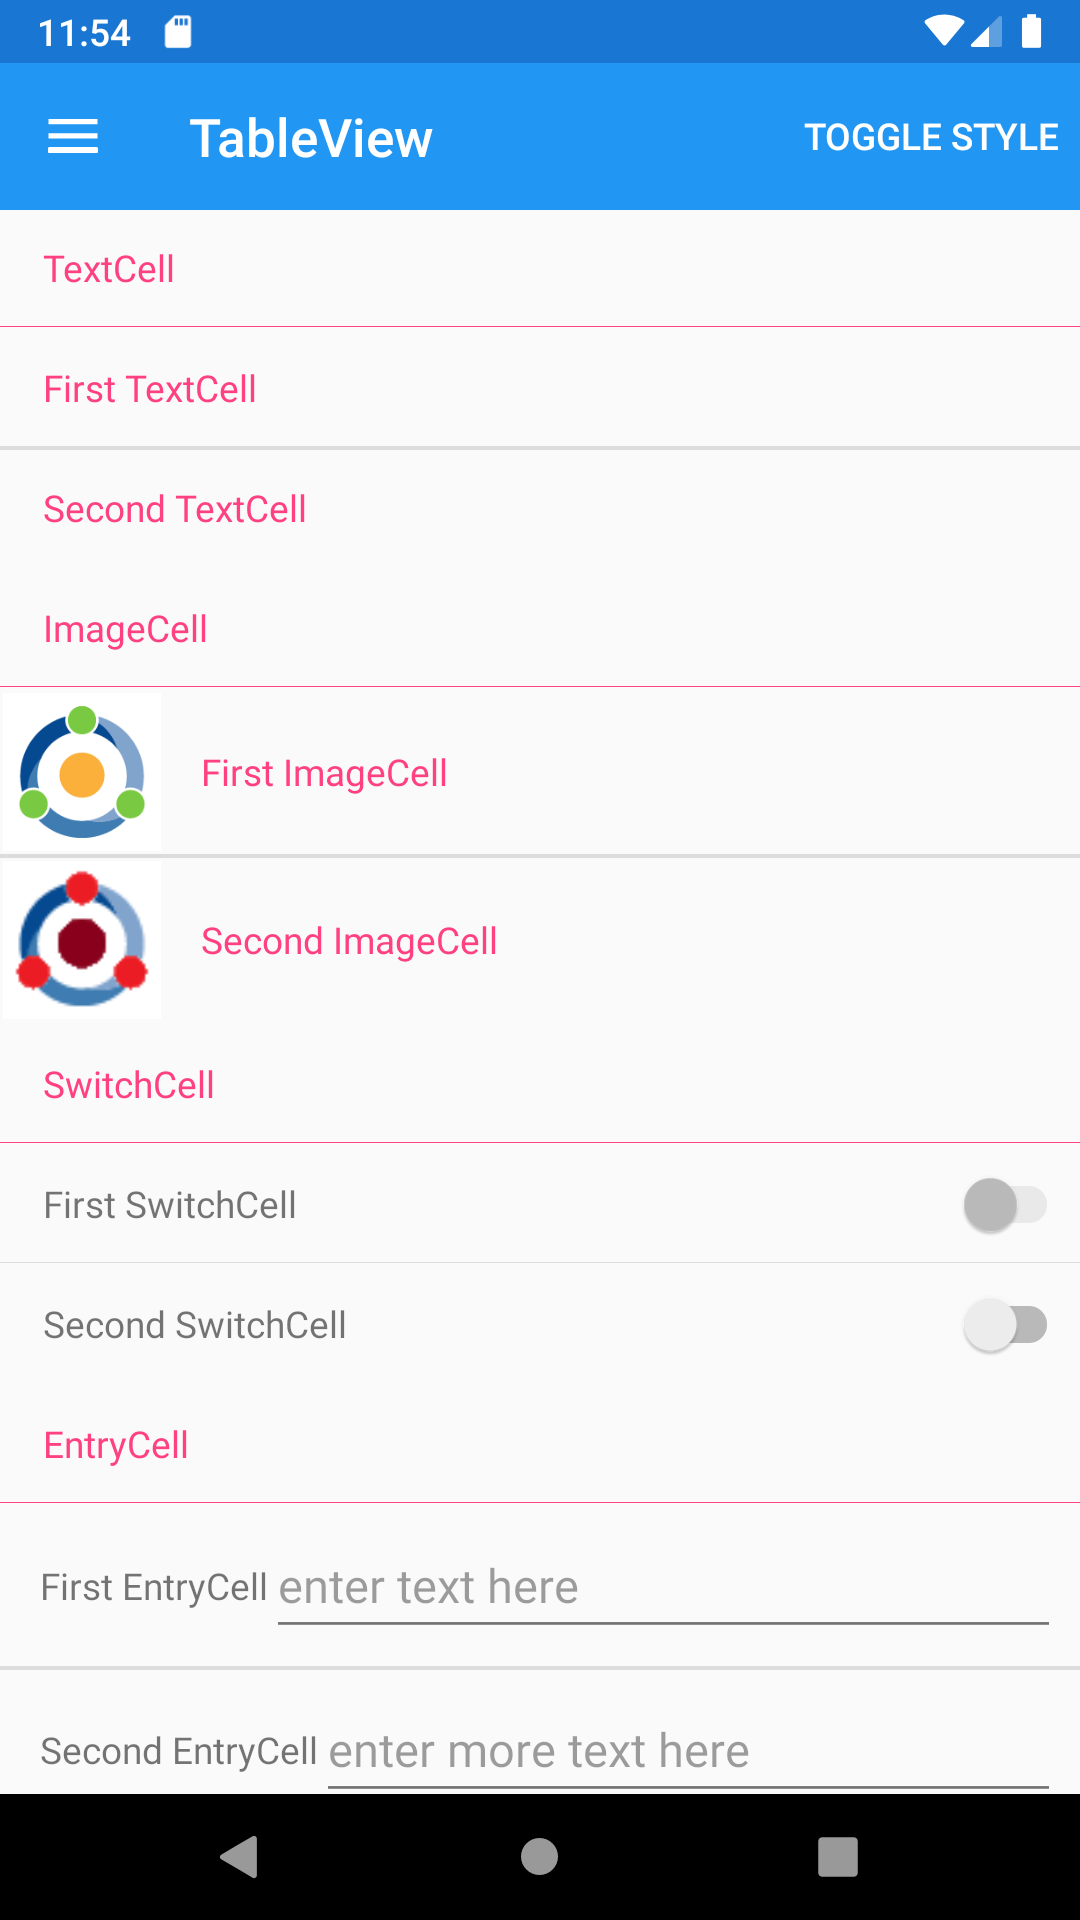 11:54
TableView TOGGLE STYLE
TextCell
First TextCell
Second TextCell
ImageCell
First ImageCell
Second ImageCell
SwitchCell
First SwitchCell
Second SwitchCell
EntryCell
First EntryCell enter text here
Second EntryCell enter more text here